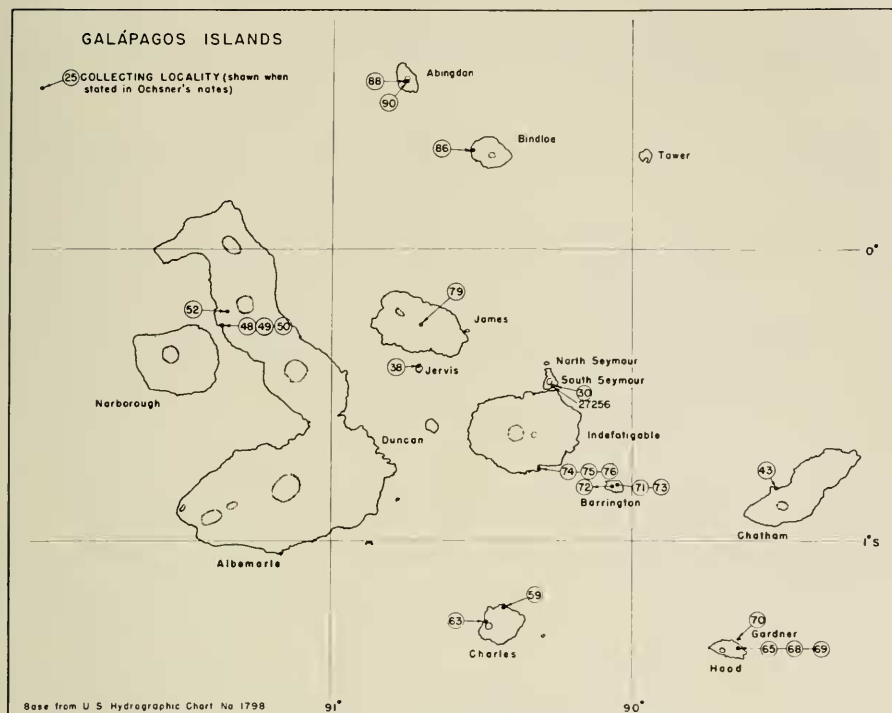 GALÁPAGOS ISLANDS
25 COLLECTING LOCALITY (shown when
stated in Ochsner's notes)
88
90
Abingdon
86
Bindloe
Tower
0°
52
48 49 50
Narborough
79
James
38
Jervis
North Seymour
South Seymour
30
27256
Duncan
Indefatigable
74 75 76
72
71 73
Barrington
43
Chatham
1°S
Albemarle
59
63
Charles
70
Gardner
65 68 69
Hood
Base from U S Hydrographic Chart No 1798
91°
90°